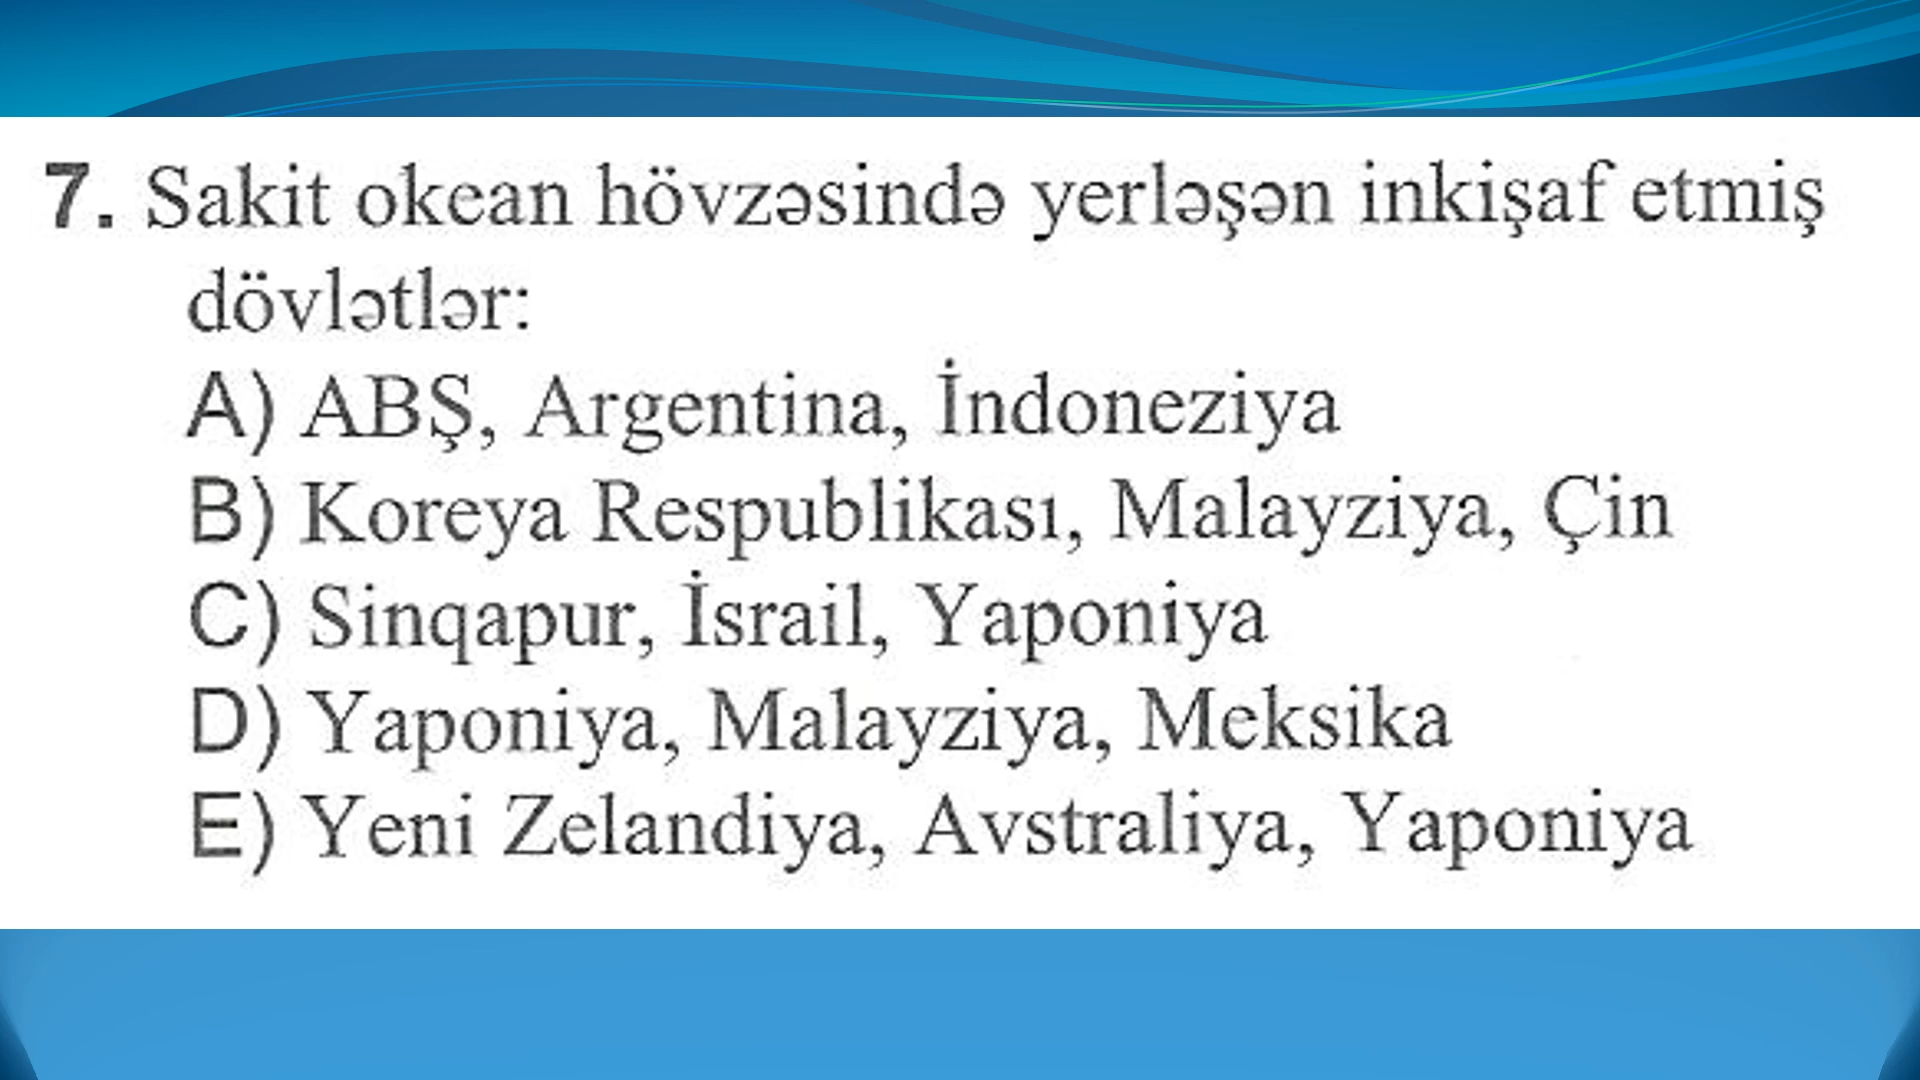 7. Sakit okean hövzəsində yerləşən inkişaf etmiş
dövlətlər:
A) ABŞ, Argentina, İndoneziya
B) Koreya Respublikası, Malayziya, Çin
C) Sinqapur, İsrail, Yaponiya
D) Yaponiya, Malayziya, Meksika
E) Yeni Zelandiya, Avstraliya, Yaponiya